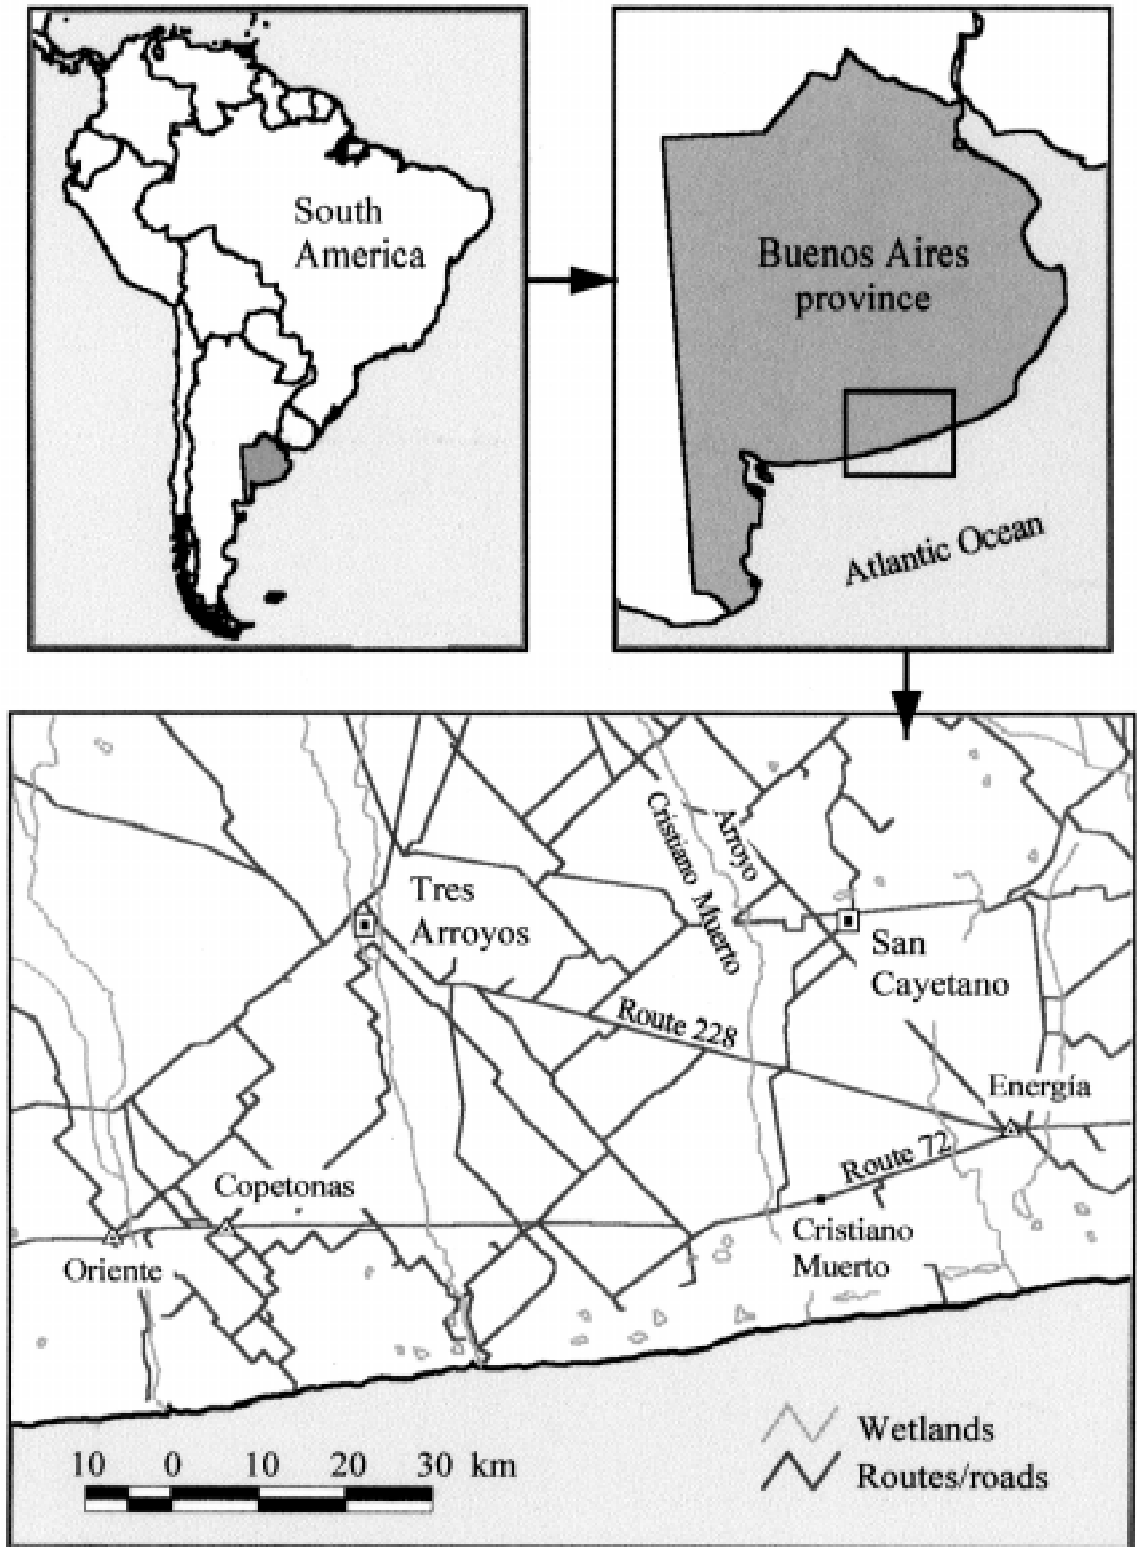 South
America
Buenos Aires
province
Atlantic Ocean
Cristiano Muerto
Arroyo
Tres
Arroyos
San
Cayetano
Route 228
Energía
Route 72
Copetonas
Cristiano
Muerto
Oriente
Wetlands
Routes/roads
10 0 10 20 30 km